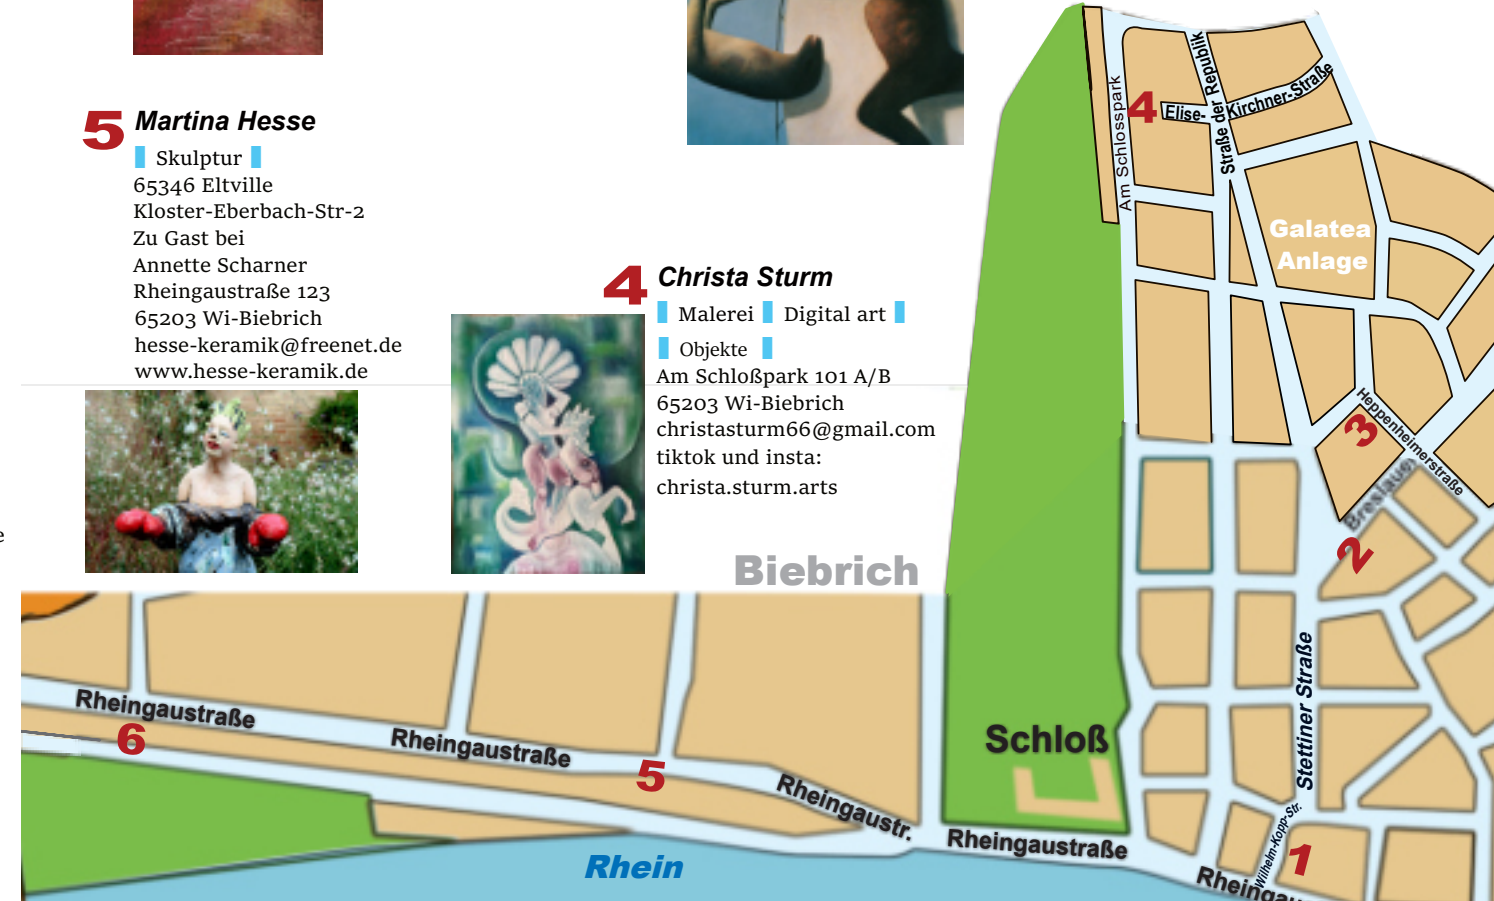 5 Martina Hesse
Skulptur
65346 Eltville
Kloster-Eberbach-Str-2
Zu Gast bei
Annette Scharner
Rheingaustraße 123
65203 Wi-Biebrich
hesse-keramik@freenet.de
www.hesse-keramik.de
4 Christa Sturm
Malerei Digital art
Objekte
Am Schloßpark 101 A/B
65203 Wi-Biebrich
christasturm66@gmail.com
tiktok und insta:
christa.sturm.arts
e
Biebrich
Am Schlosspark
4
Elise-
Kirchner-Straße
Straße der Republik
Galatea
Anlage
Heppenheimerstraße
3
Breslauer
2
Stettiner Straße
Schloß
Rheingaustraße
6
Rheingaustraße
5
Rheingaustr.
Rheingaustraße
Wilhelm-Kopp-Str.
1
Rheingau
Rhein